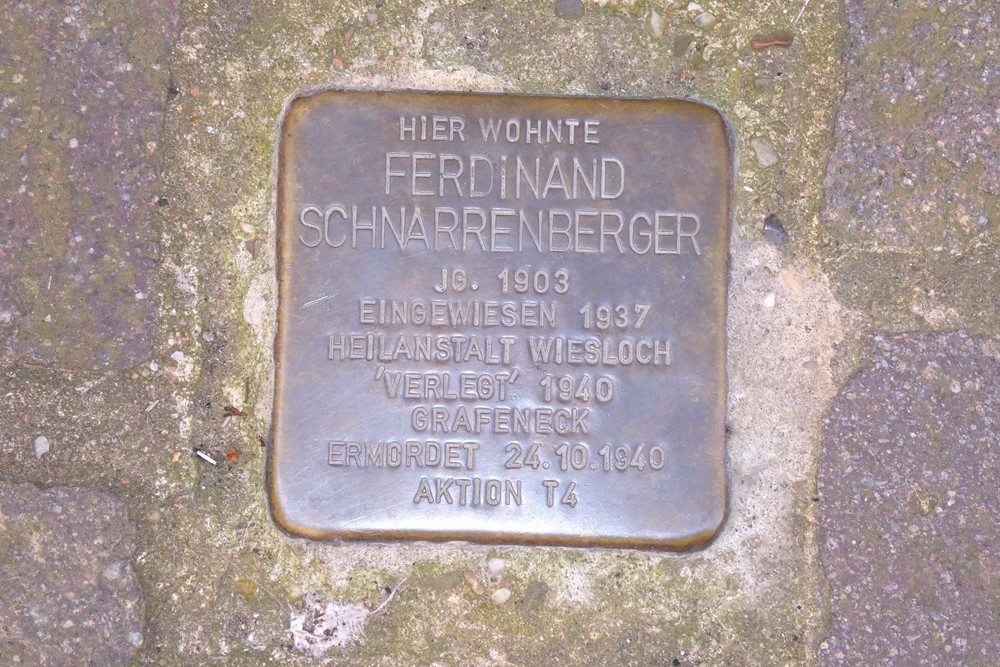 HIER WOHNTE
FERDINAND
SCHNARRENBERGER
JG. 1903
EINGEWIESEN 1937
HEILANSTALT WIESLOCH
'VERLEGT' 1940
GRAFENECK
ERMORDET 24.10.1940
AKTION T4